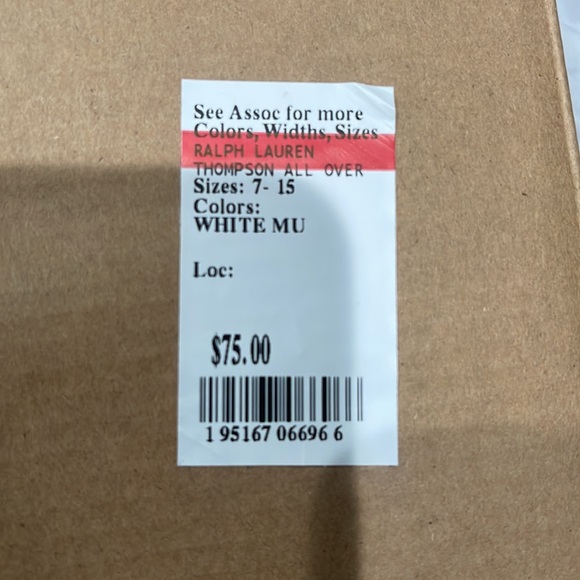 See Assoc for more
Colors, Widths, Sizes
RALPH LAUREN
THOMPSON ALL OVER
Sizes: 7- 15
Colors:
WHITE MU
Loc:
$75.00
1 95167 06696 6